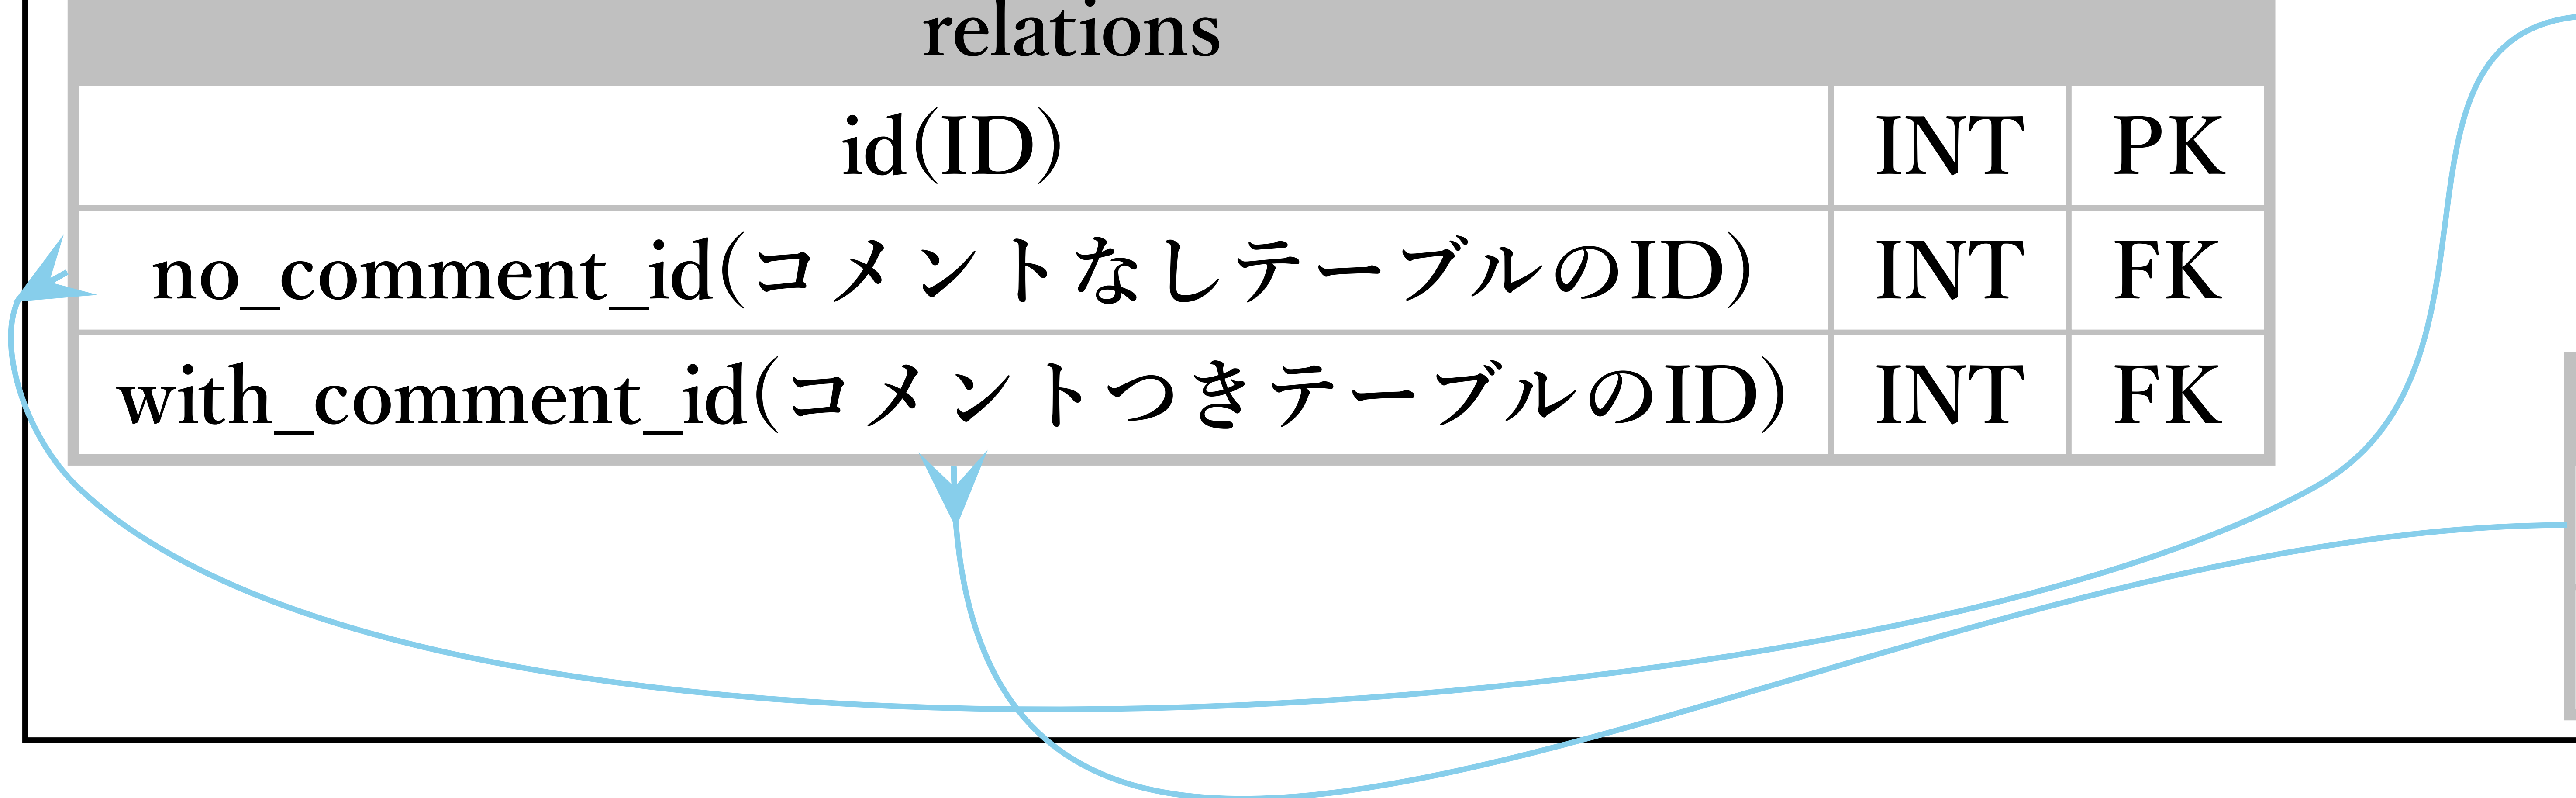 relations
id(ID) INT PK
no_comment_id(コメントなしテーブルのID) INT FK
with_comment_id(コメントつきテーブルのID) INT FK